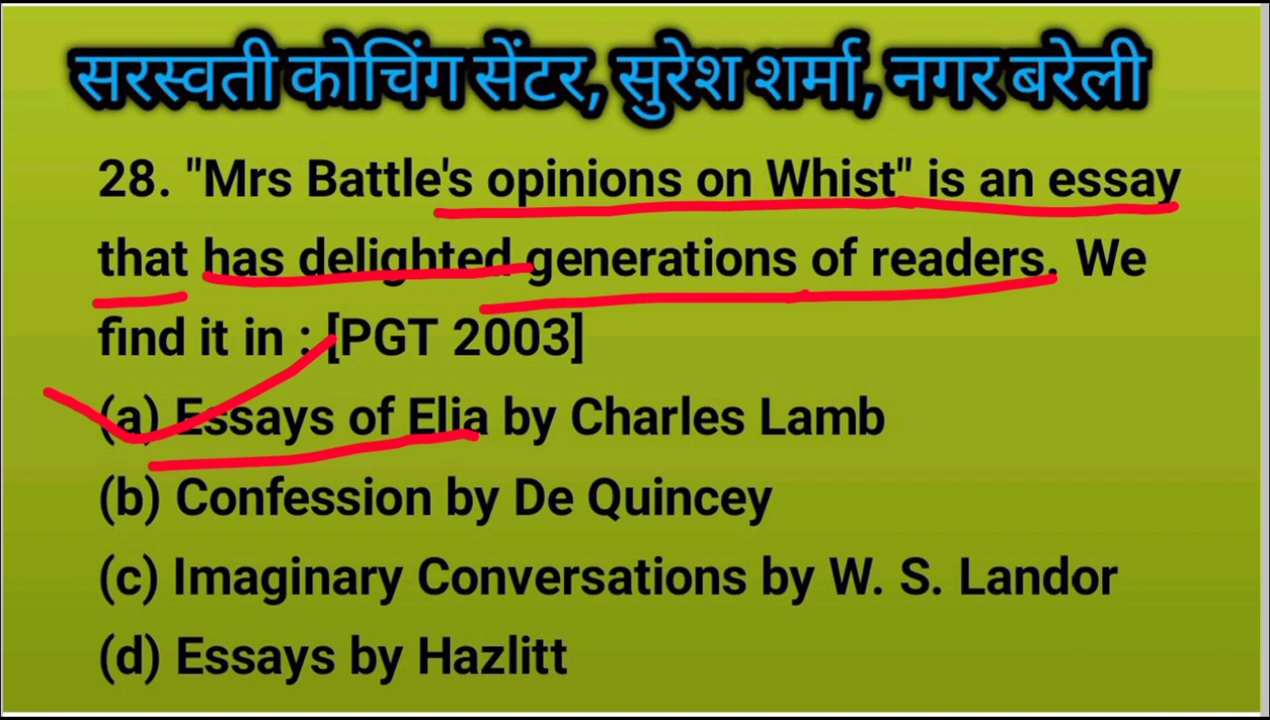 सरस्वती कोचिंग सेंटर, सुरेश शर्मा, नगर बरेली
28. "Mrs Battle's opinions on Whist" is an essay
that has delighted generations of readers. We
find it in : [PGT 2003]
(a) Essays of Elia by Charles Lamb
(b) Confession by De Quincey
(c) Imaginary Conversations by W. S. Landor
(d) Essays by Hazlitt